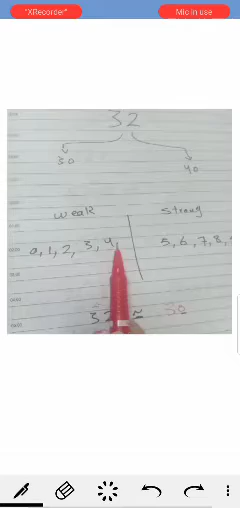 "XRecorder"
Mic in use
32
30
40
weak
strong
0, 1, 2, 3, 4,
5, 6, 7, 8,
32 ≈ 30